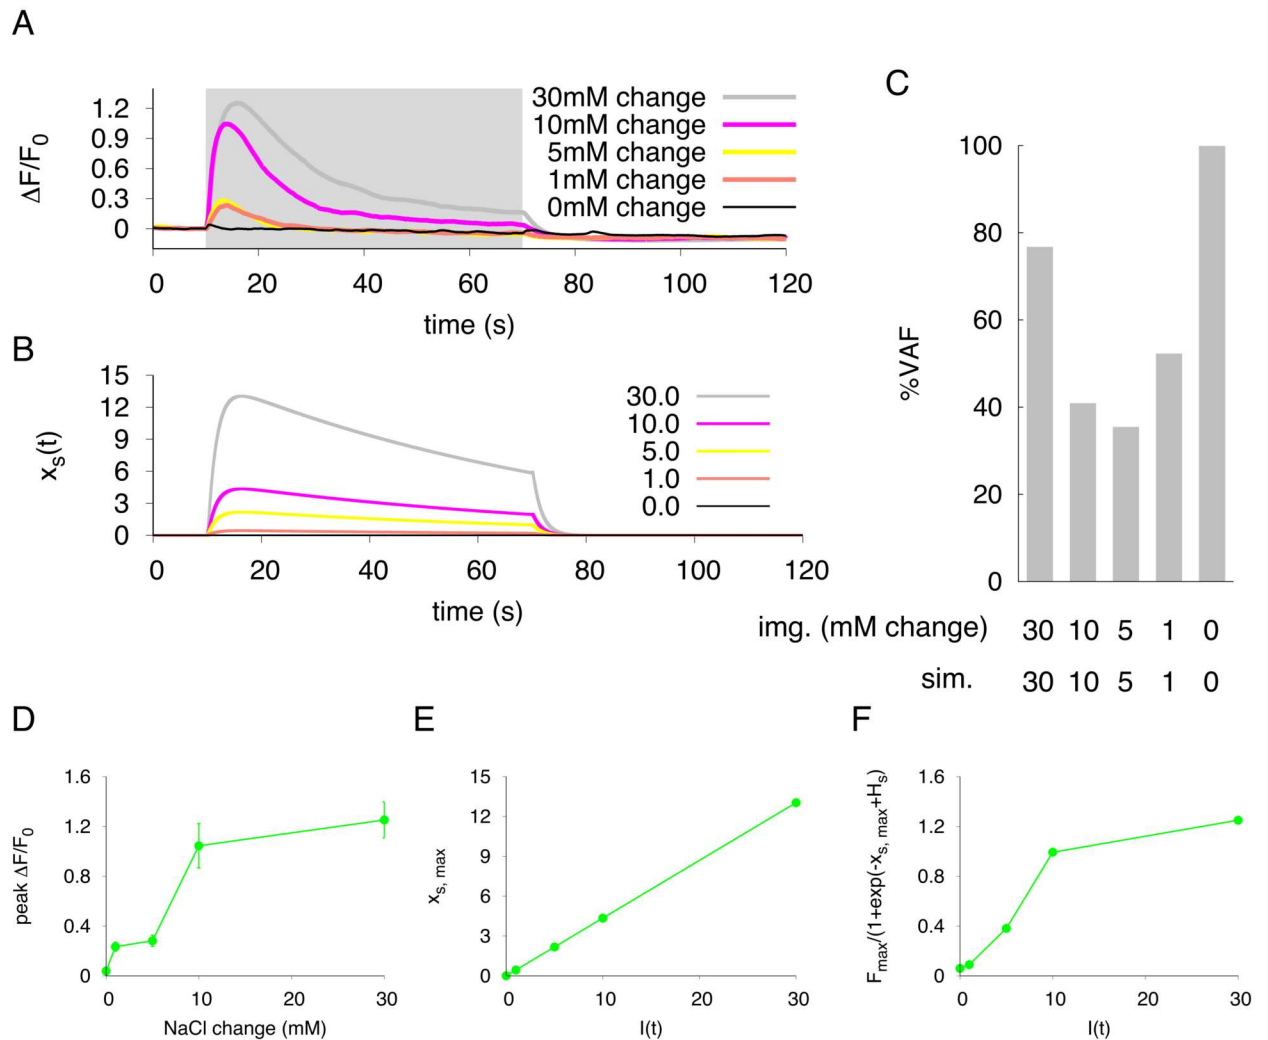 A
ΔF/F0
1.2
0.9
0.6
0.3
0
30mM change
10mM change
5mM change
1mM change
0mM change
0 20 40 60 80 100 120
time (s)
B
xs(t)
15
12
9
6
3
0
30.0
10.0
5.0
1.0
0.0
0 20 40 60 80 100 120
time (s)
C
%VAF
100
80
60
40
20
0
img. (mM change) 30 10 5 1 0
sim. 30 10 5 1 0
D
peak ΔF/F0
1.6
1.2
0.8
0.4
0
0 10 20 30
NaCl change (mM)
E
xs, max
15
12
9
6
3
0
0 10 20 30
I(t)
F
Fmax/(1+exp(-xs, max+Hs)
1.6
1.2
0.8
0.4
0
0 10 20 30
I(t)